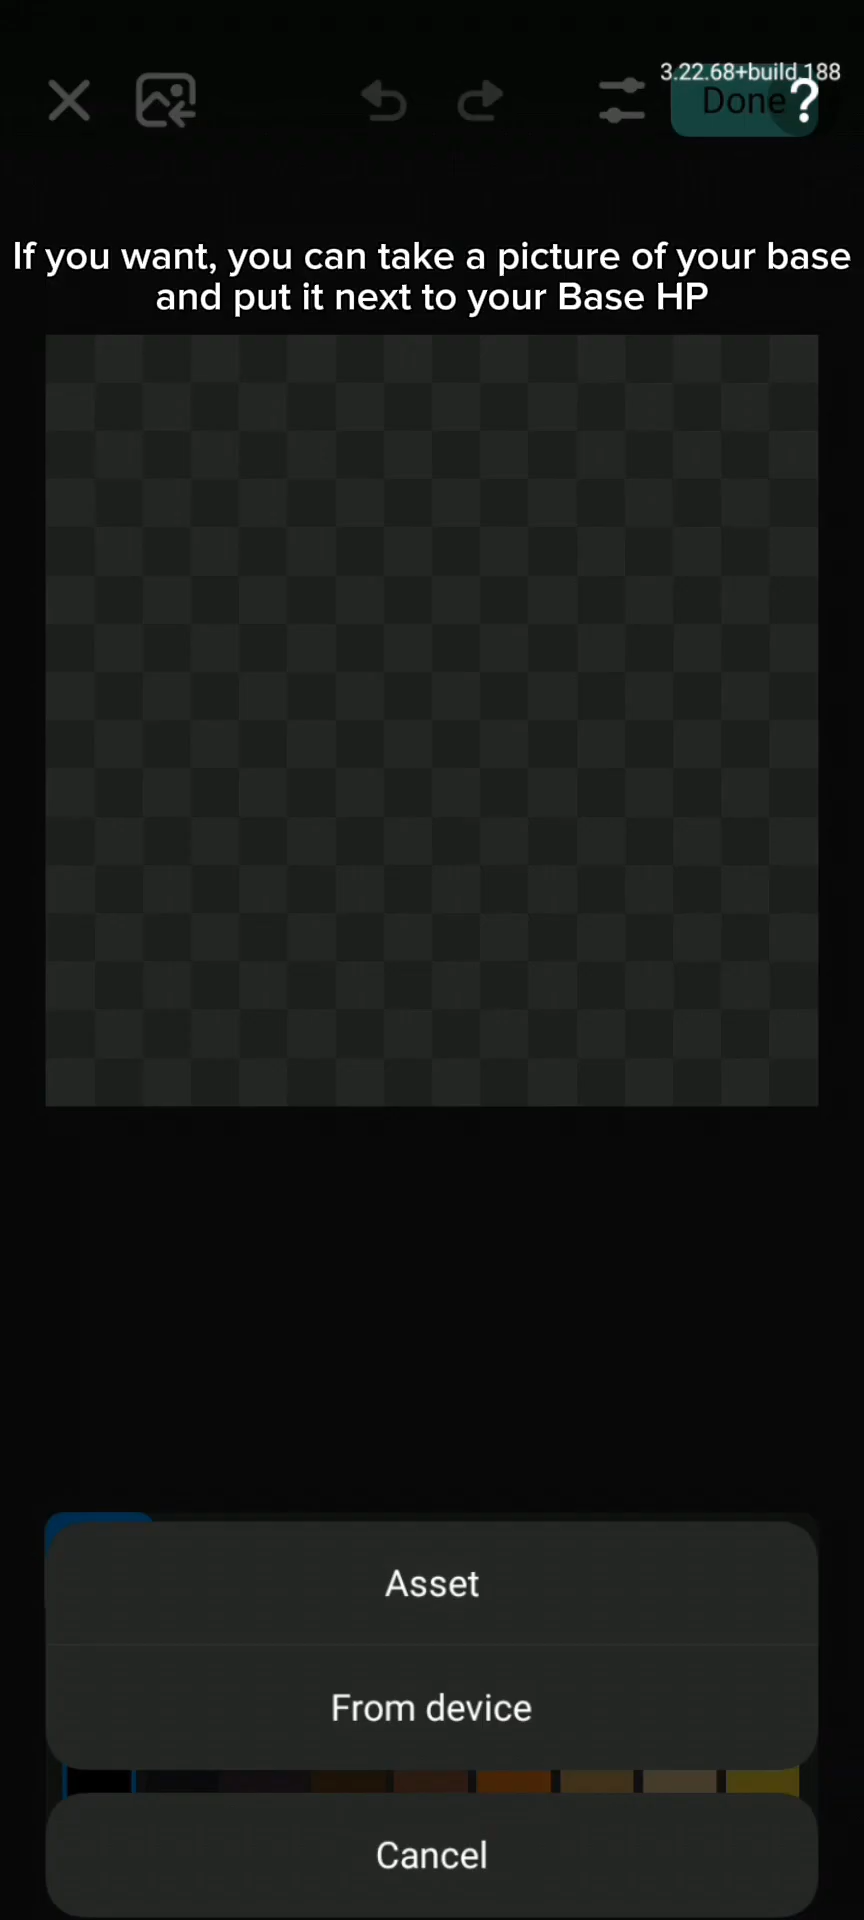 3.22.68+build.188
Done ?
If you want, you can take a picture of your base
and put it next to your Base HP
Asset
From device
Cancel